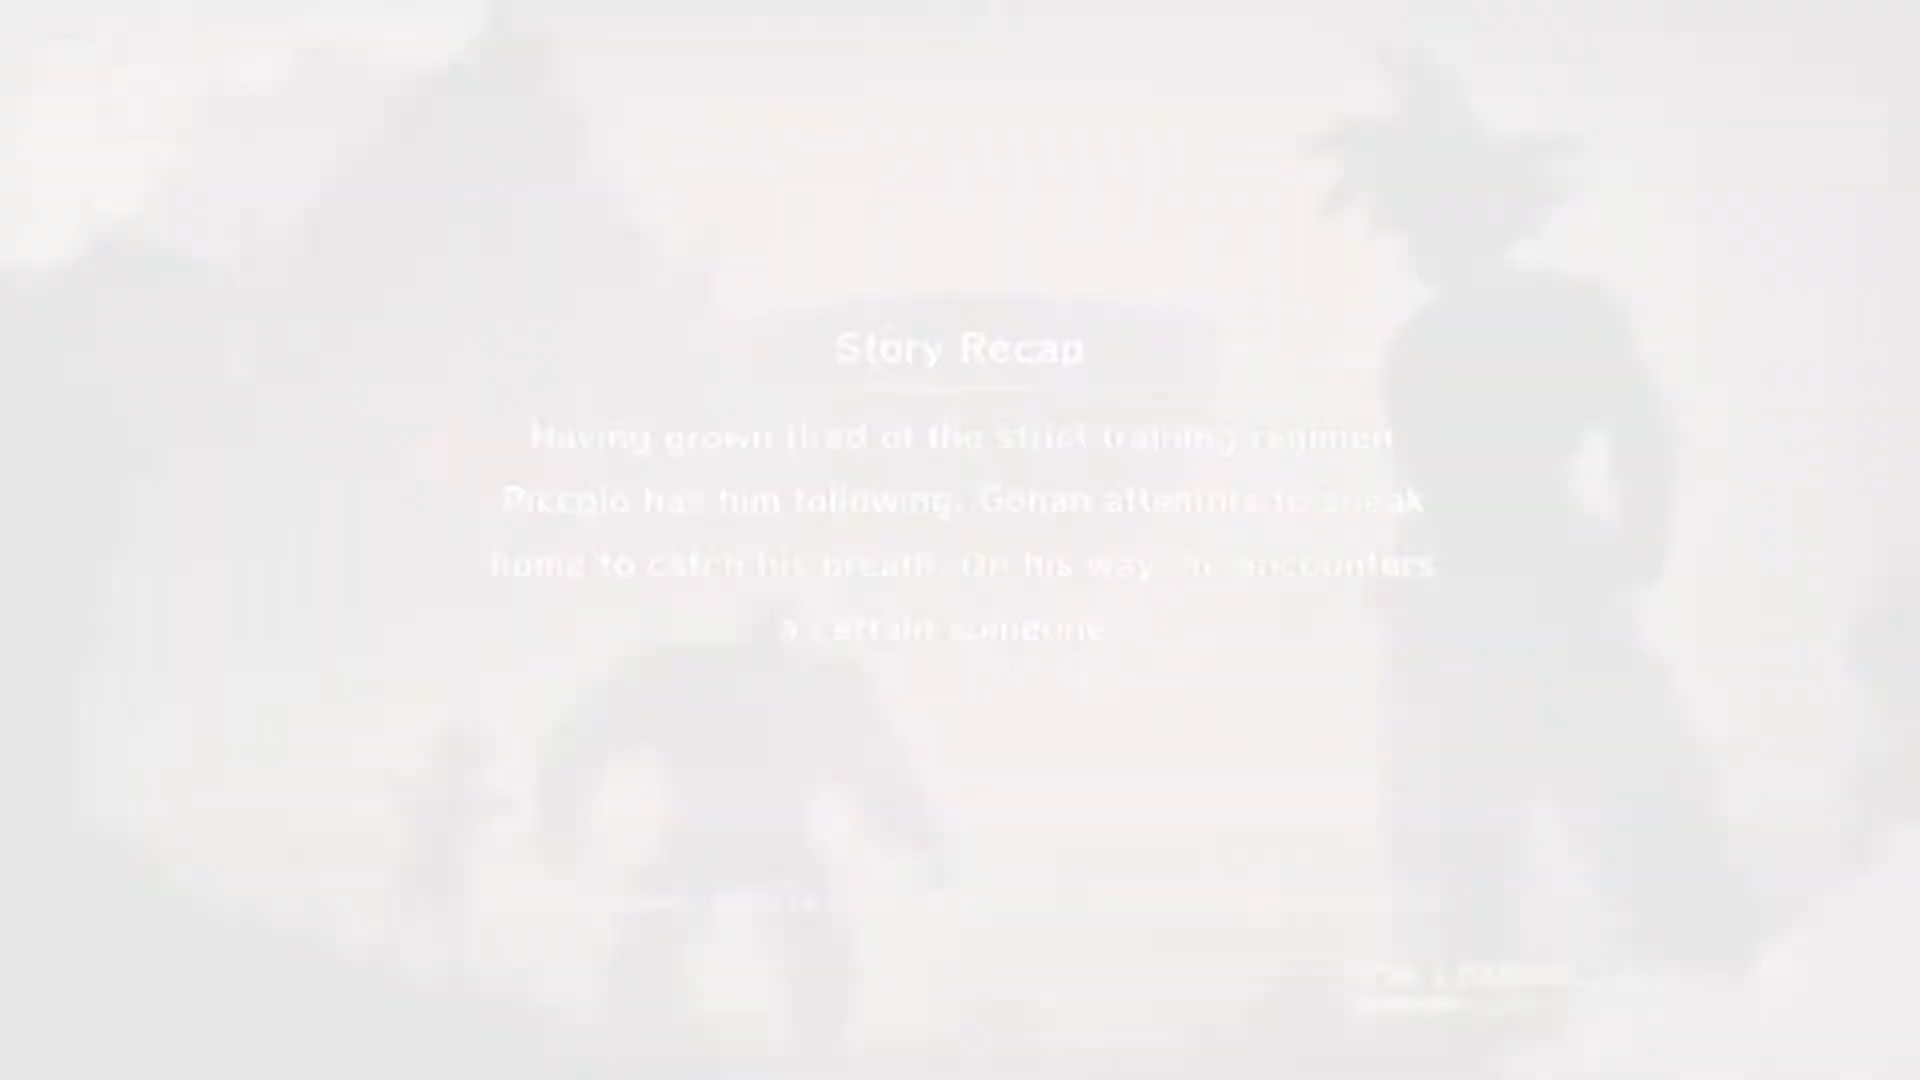 Story Recap
Having grown tired of the strict training regimen
Piccolo has him following, Gohan attempts to sneak
home to catch his breath. On his way, he encounters
a certain someone